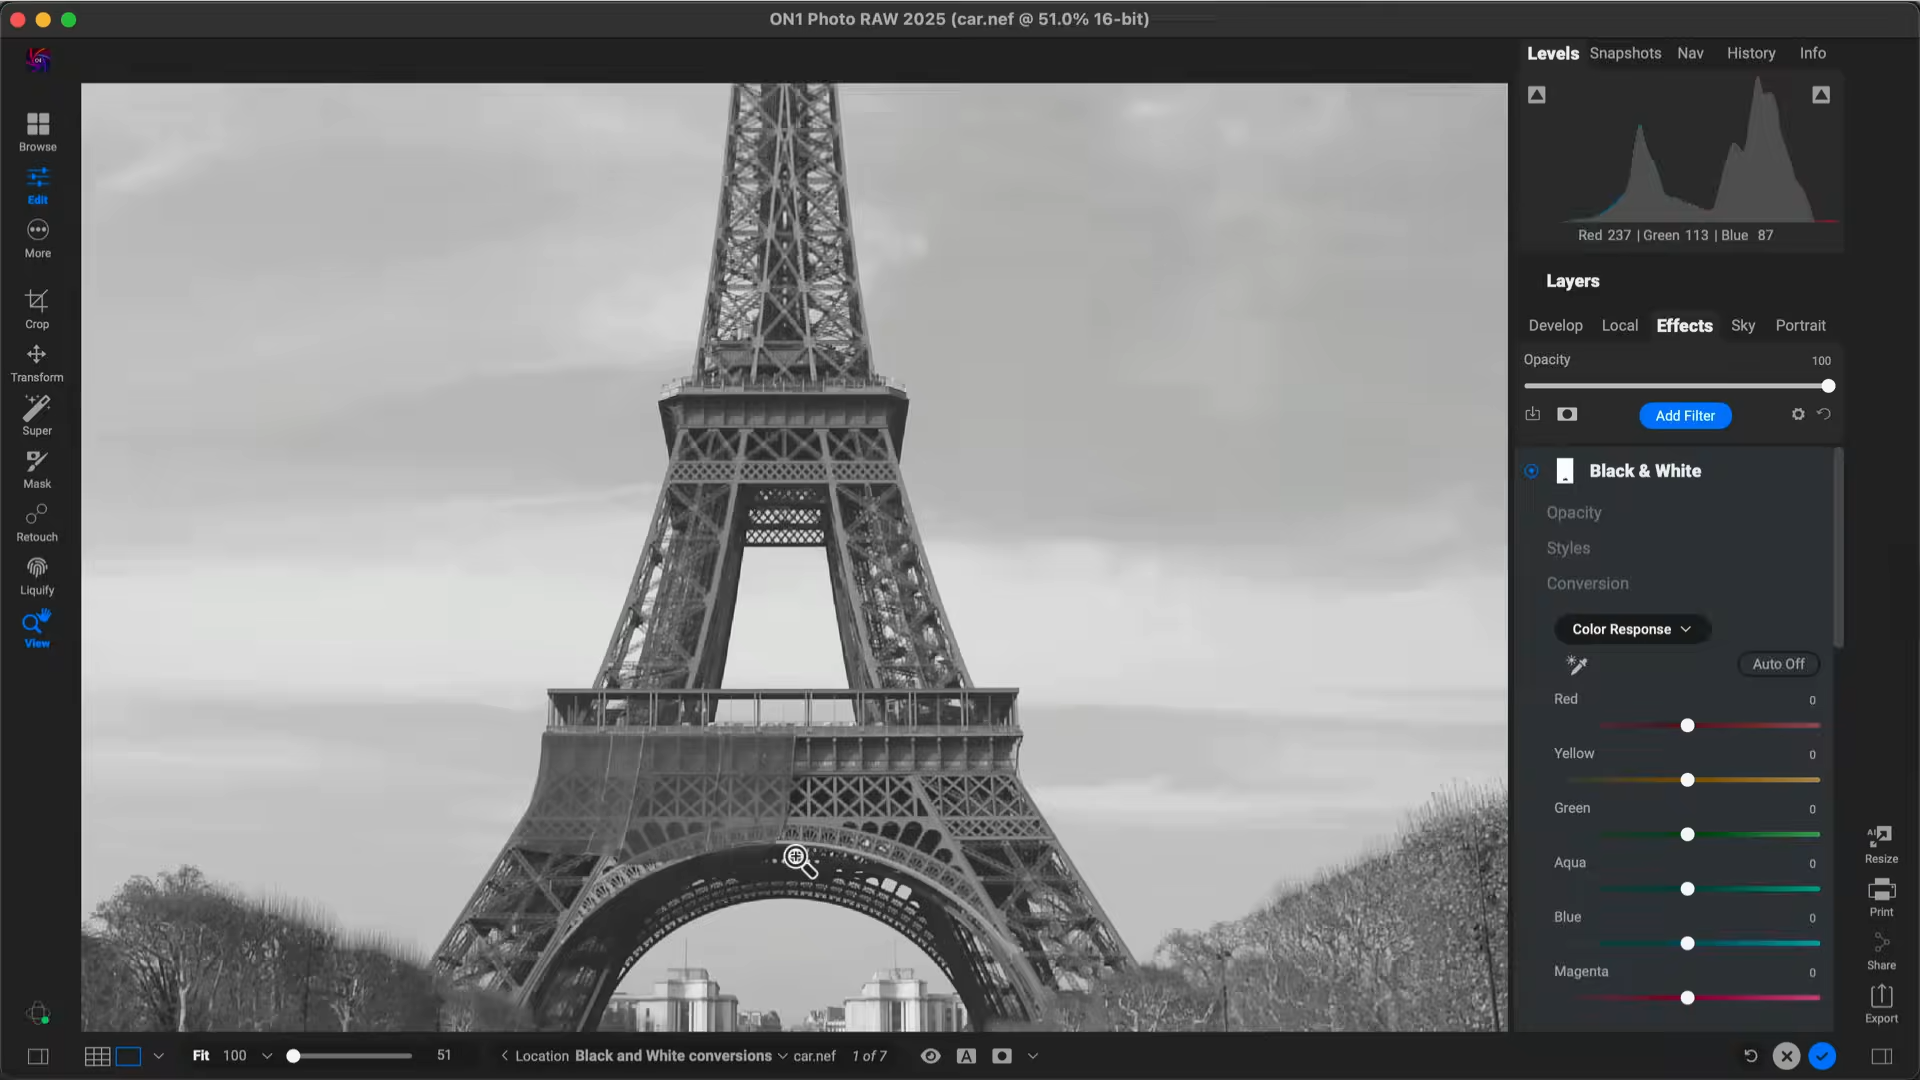 ON1 Photo RAW 2025 (car.nef @ 51.0% 16-bit)
Browse
Edit
More
Crop
Transform
Super
Mask
Retouch
Liquify
View
Levels Snapshots Nav History Info
Red 237 | Green 113 | Blue 87
Layers
Develop Local Effects Sky Portrait
Opacity 100
Add Filter
Black & White
Opacity
Styles
Conversion
Color Response
Auto Off
Red 0
Yellow 0
Green 0
Aqua 0
Blue 0
Magenta 0
AI
Resize
Print
Share
Export
Fit 100 51 Location Black and White conversions car.nef 1 of 7 A